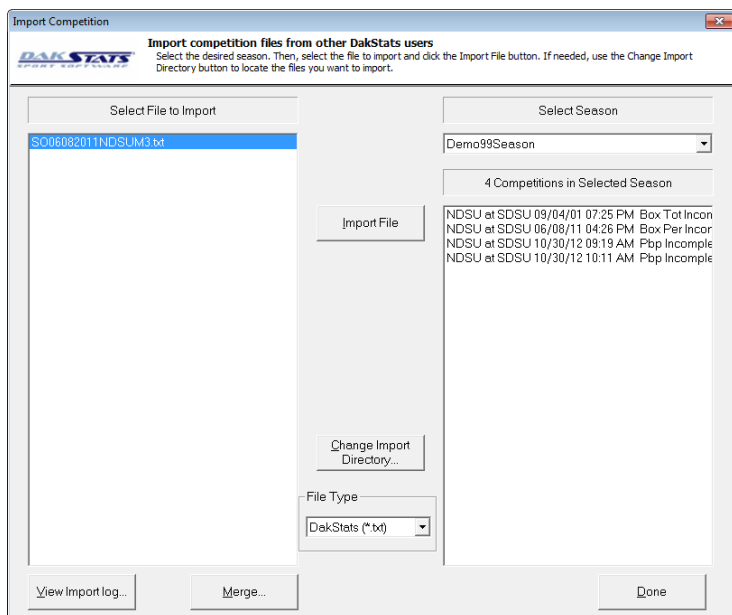 Import Competition
DAKSTATS
SPORT SOFTWARE
Import competition files from other DakStats users
Select the desired season. Then, select the file to import and click the Import File button. If needed, use the Change Import
Directory button to locate the files you want to import.
Select File to Import
SO06082011NDSUM3.txt
Import File
Change Import
Directory...
File Type
DakStats (*.txt)
Select Season
Demo99Season
4 Competitions in Selected Season
NDSU at SDSU 09/04/01 07:25 PM Box Tot Incon
NDSU at SDSU 06/08/11 04:26 PM Box Per Incor
NDSU at SDSU 10/30/12 09:19 AM Pbp Incomple
NDSU at SDSU 10/30/12 10:11 AM Pbp Incomple
View Import log...
Merge...
Done